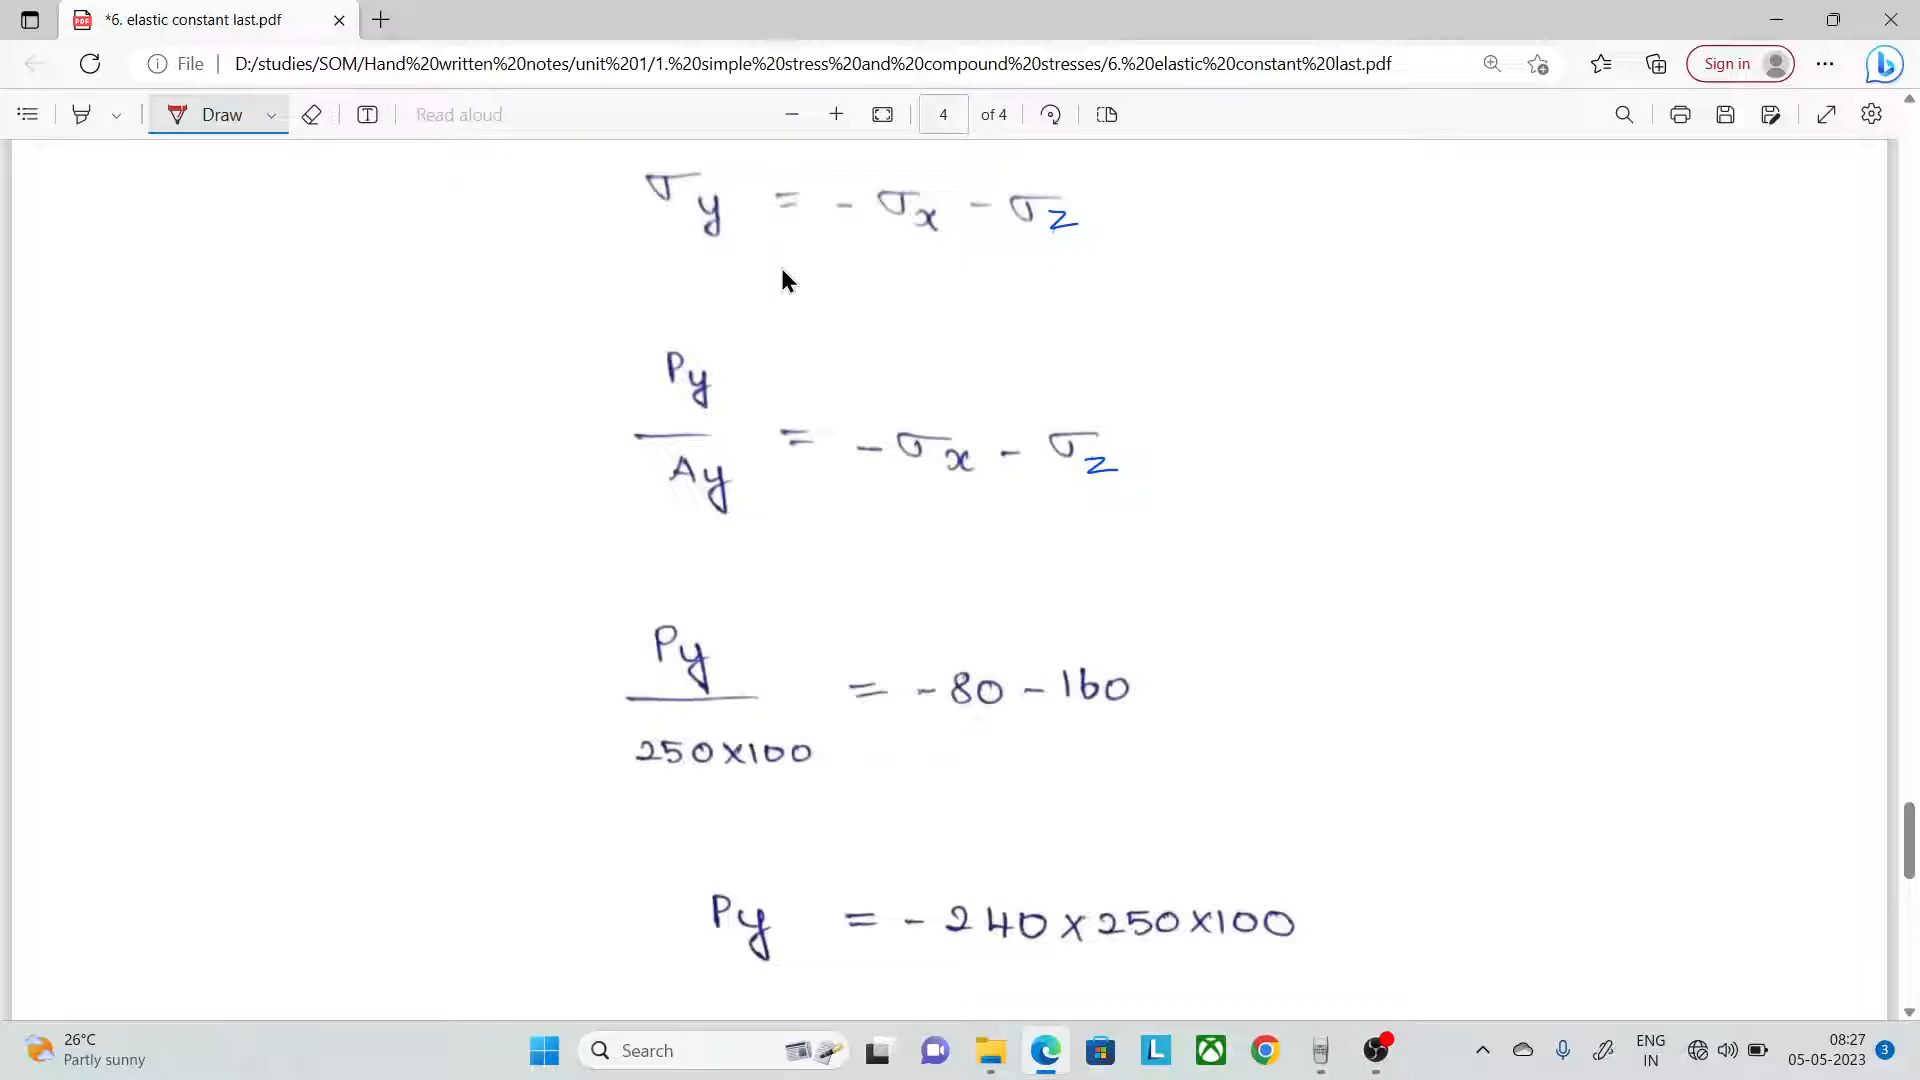 *6. elastic constant last.pdf
File
D:/studies/SOM/Hand%20written%20notes/unit%201/1.%20simple%20stress%20and%20compound%20stresses/6.%20elastic%20constant%20last.pdf
Sign in
Draw
Read aloud
4 of 4
σy = - σx - σz
Py
Ay
= - σx - σz
Py
250x100
= - 80 - 160
Py = - 240 x 250 x 100
26°C
Partly sunny
Search
L
ENG
IN
08:27
05-05-2023
3